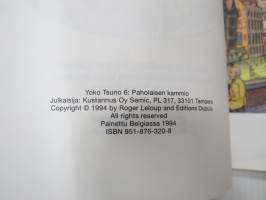 Yoko Tsuno 6: Paholaisen kammio
Julkaisija: Kustannus Oy Semic, PL 317, 33101 Tampere
Copyright © 1994 by Roger Leloup and Editions Dupuis
All rights reserved
Painettu Belgiassa 1994
ISBN 951-876-320-8